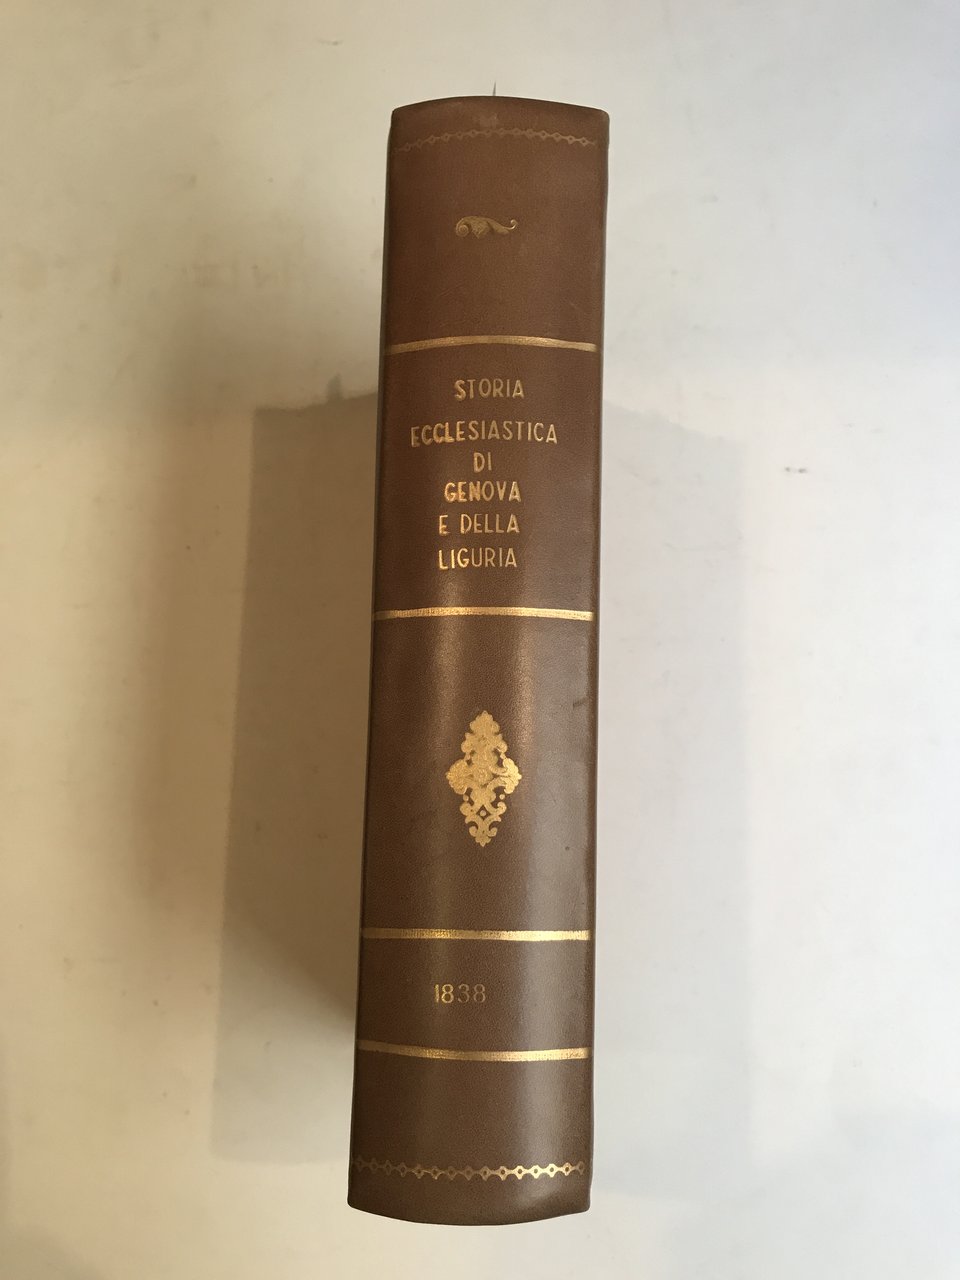 STORIA
ECCLESIASTICA
DI
GENOVA
E DELLA
LIGURIA
1838